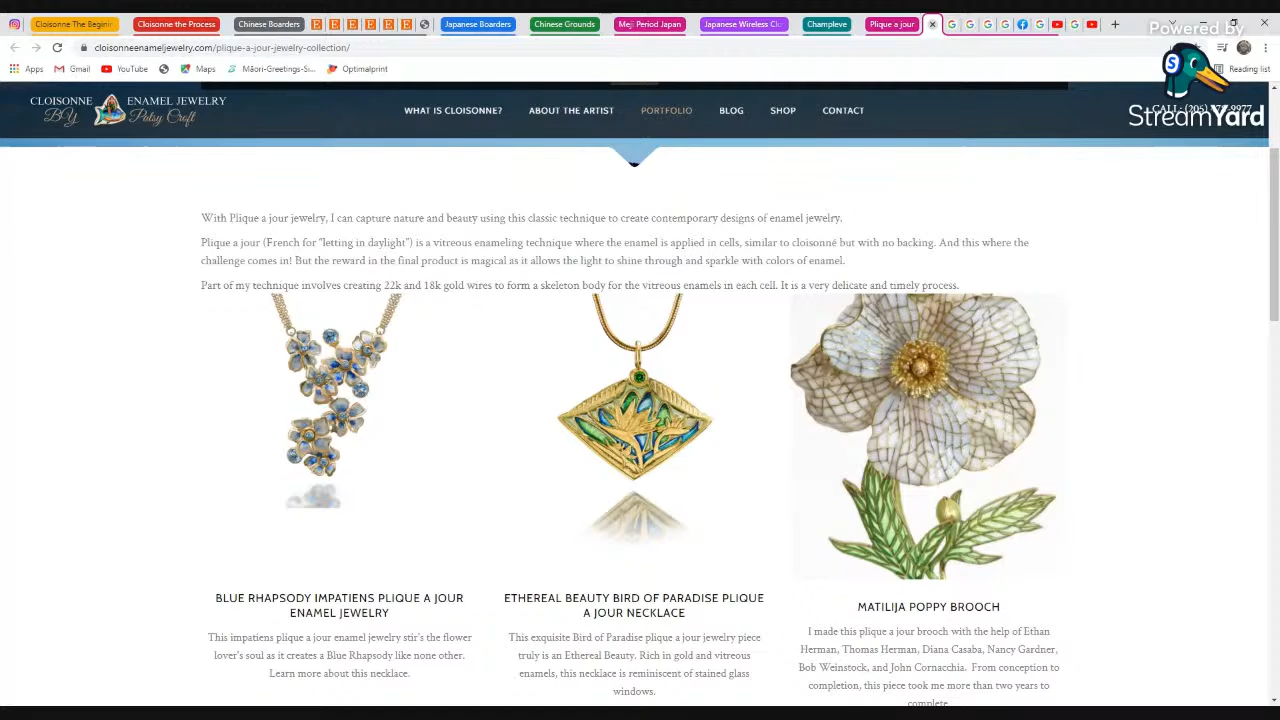 Cloisonne The Beginin
Cloisonne the Process
Chinese Boarders
Japanese Boarders
Chinese Grounds
Meji Period Japan
Japanese Wireless Clo
Champleve
Plique a jour
Powered by
StreamYard
cloisonneenameljewelry.com/plique-a-jour-jewelry-collection/
Apps
Gmail
YouTube
Maps
Māori-Greetings-Si...
Optimalprint
Reading list
CLOISONNE ENAMEL JEWELRY
BY Patsy Croft
WHAT IS CLOISONNE?
ABOUT THE ARTIST
PORTFOLIO
BLOG
SHOP
CONTACT
With Plique a jour jewelry, I can capture nature and beauty using this classic technique to create contemporary designs of enamel jewelry.
Plique a jour (French for "letting in daylight") is a vitreous enameling technique where the enamel is applied in cells, similar to cloisonné but with no backing. And this where the
challenge comes in! But the reward in the final product is magical as it allows the light to shine through and sparkle with colors of enamel.
Part of my technique involves creating 22k and 18k gold wires to form a skeleton body for the vitreous enamels in each cell. It is a very delicate and timely process.
BLUE RHAPSODY IMPATIENS PLIQUE A JOUR
ENAMEL JEWELRY
This impatiens plique a jour enamel jewelry stir's the flower
lover's soul as it creates a Blue Rhapsody like none other.
Learn more about this necklace.
ETHEREAL BEAUTY BIRD OF PARADISE PLIQUE
A JOUR NECKLACE
This exquisite Bird of Paradise plique a jour jewelry piece
truly is an Ethereal Beauty. Rich in gold and vitreous
enamels, this necklace is reminiscent of stained glass
windows.
MATILIJA POPPY BROOCH
I made this plique a jour brooch with the help of Ethan
Herman, Thomas Herman, Diana Casaba, Nancy Gardner,
Bob Weinstock, and John Cornacchia. From conception to
completion, this piece took me more than two years to
complete.